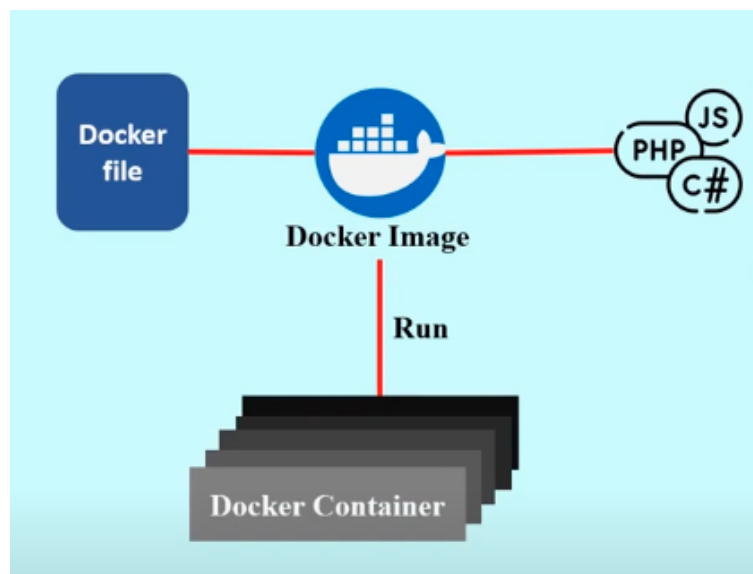 Docker
file
JS
PHP
C#
Docker Image
Run
Docker Container